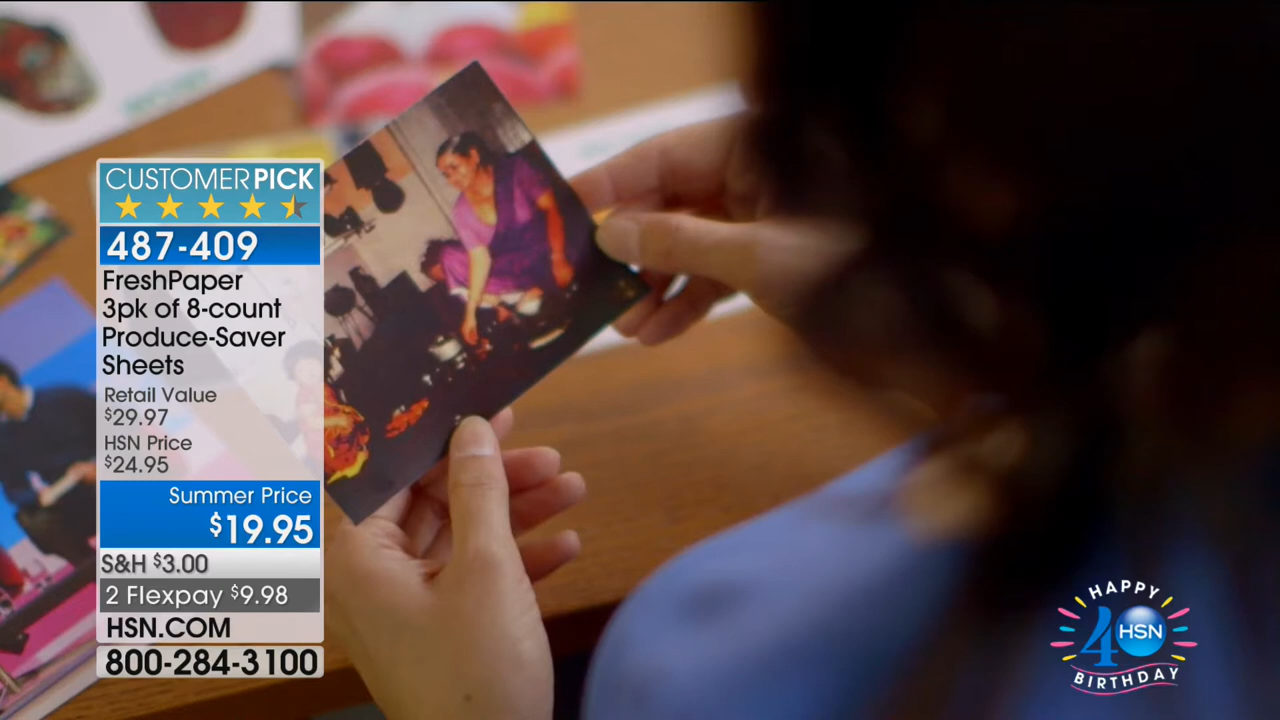 CUSTOMERPICK
487-409
FreshPaper
3pk of 8-count
Produce-Saver
Sheets
Retail Value
$29.97
HSN Price
$24.95
Summer Price
$19.95
S&H $3.00
2 Flexpay $9.98
HSN.COM
800-284-3100
HAPPY
40
HSN
BIRTHDAY